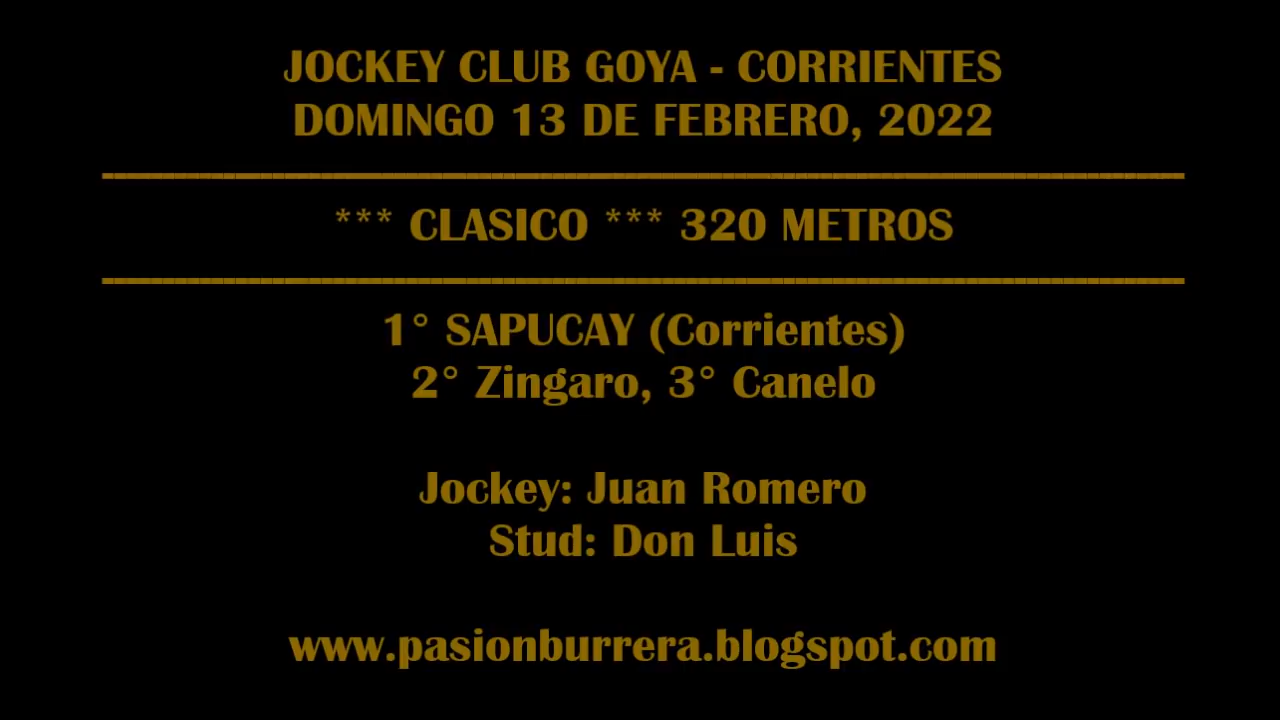 JOCKEY CLUB GOYA - CORRIENTES
DOMINGO 13 DE FEBRERO, 2022
*** CLASICO *** 320 METROS
1° SAPUCAY (Corrientes)
2° Zingaro, 3° Canelo
Jockey: Juan Romero
Stud: Don Luis
www.pasionburrera.blogspot.com